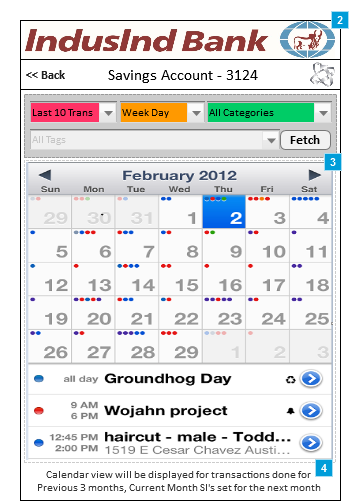 2
IndusInd Bank
<< Back Savings Account - 3124
Last 10 Trans Week Day All Categories
All Tags Fetch
3
February 2012
Sun Mon Tue Wed Thu Fri Sat
29 30 31 1 2 3 4
5 6 7 8 9 10 11
12 13 14 15 16 17 18
19 20 21 22 23 24 25
26 27 28 29 1 2 3
all day Groundhog Day
9 AM Wojahn project
6 PM
12:45 PM haircut - male - Todd...
2:00 PM 1519 E Cesar Chavez Austi...
4
Calendar view will be displayed for transactions done for
Previous 3 months, Current Month SI's set for the next month